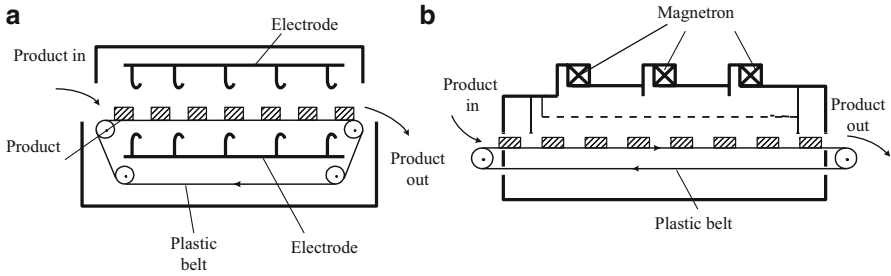 a
Electrode
Product in
Product
Product
out
Plastic
belt
Electrode
b
Magnetron
Product
in
Product
out
Plastic belt